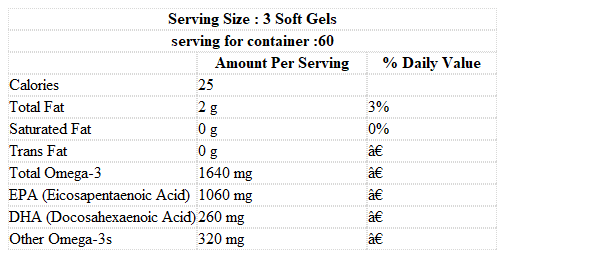 Serving Size : 3 Soft Gels
serving for container :60
Amount Per Serving % Daily Value
Calories 25
Total Fat 2 g 3%
Saturated Fat 0 g 0%
Trans Fat 0 g â€
Total Omega-3 1640 mg â€
EPA (Eicosapentaenoic Acid) 1060 mg â€
DHA (Docosahexaenoic Acid) 260 mg â€
Other Omega-3s 320 mg â€